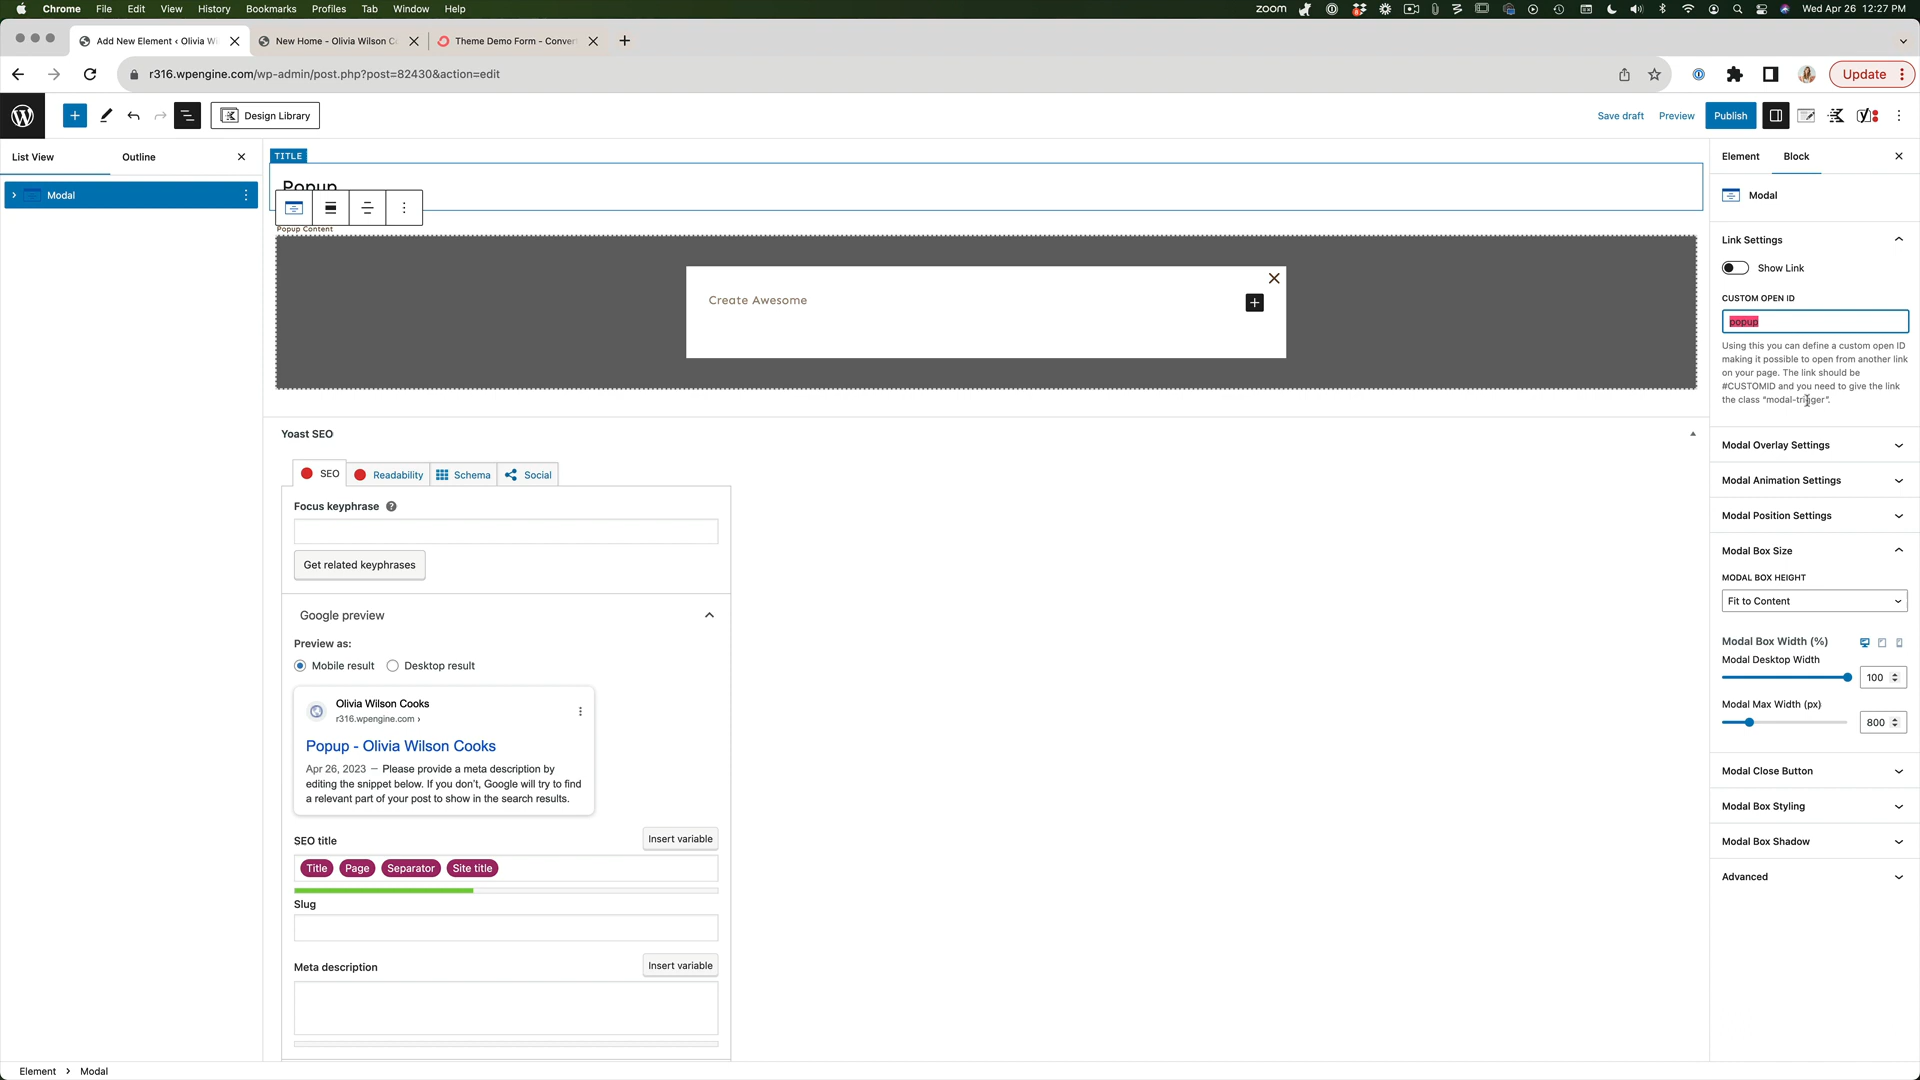 Chrome File Edit View History Bookmarks Profiles Tab Window Help
zoom Wed Apr 26 12:27 PM
Add New Element ‹ Olivia Wi
New Home - Olivia Wilson C
Theme Demo Form - Conver
r316.wpengine.com/wp-admin/post.php?post=82430&action=edit
Update
Design Library
Save draft
Preview
Publish
List View
Outline
Modal
TITLE
Popup
Popup Content
Create Awesome
Yoast SEO
SEO
Readability
Schema
Social
Focus keyphrase
Get related keyphrases
Google preview
Preview as:
Mobile result
Desktop result
Olivia Wilson Cooks
r316.wpengine.com ›
Popup - Olivia Wilson Cooks
Apr 26, 2023 – Please provide a meta description by
editing the snippet below. If you don't, Google will try to find
a relevant part of your post to show in the search results.
SEO title
Insert variable
Title
Page
Separator
Site title
Slug
Meta description
Insert variable
Element
Block
Modal
Link Settings
Show Link
CUSTOM OPEN ID
popup
Using this you can define a custom open ID
making it possible to open from another link
on your page. The link should be
#CUSTOMID and you need to give the link
the class "modal-trigger".
Modal Overlay Settings
Modal Animation Settings
Modal Position Settings
Modal Box Size
MODAL BOX HEIGHT
Fit to Content
Modal Box Width (%)
Modal Desktop Width
100
Modal Max Width (px)
800
Modal Close Button
Modal Box Styling
Modal Box Shadow
Advanced
Element › Modal